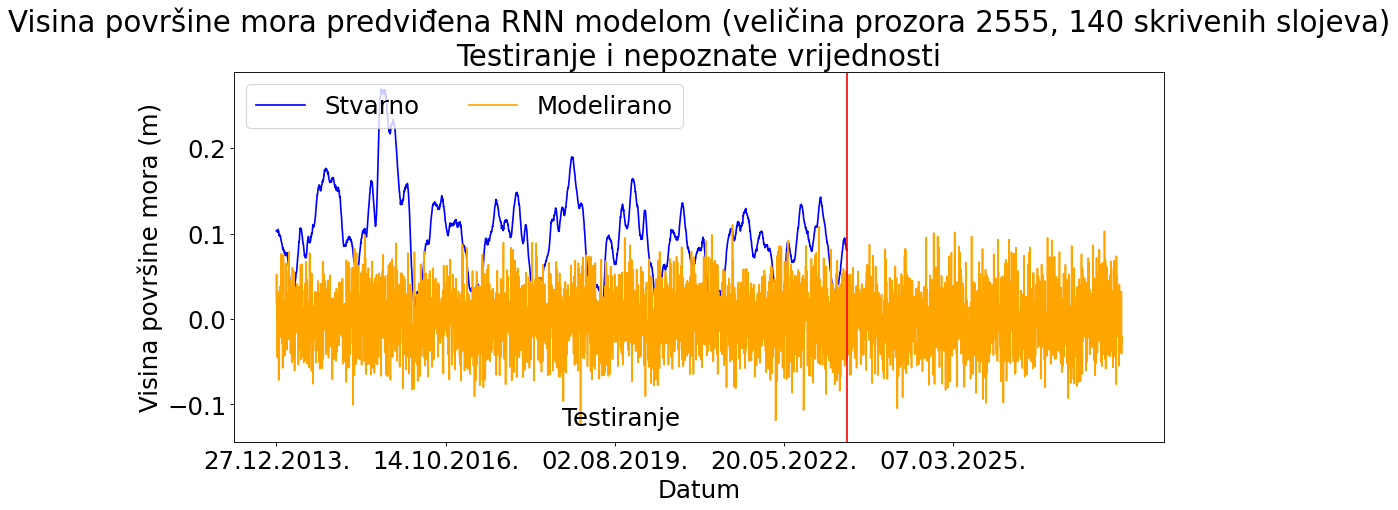 Visina površine mora predviđena RNN modelom (veličina prozora 2555, 140 skrivenih slojeva)
Testiranje i nepoznate vrijednosti
Stvarno Modelirano
Visina površine mora (m)
0.2
0.1
0.0
−0.1
Testiranje
27.12.2013. 14.10.2016. 02.08.2019. 20.05.2022. 07.03.2025.
Datum